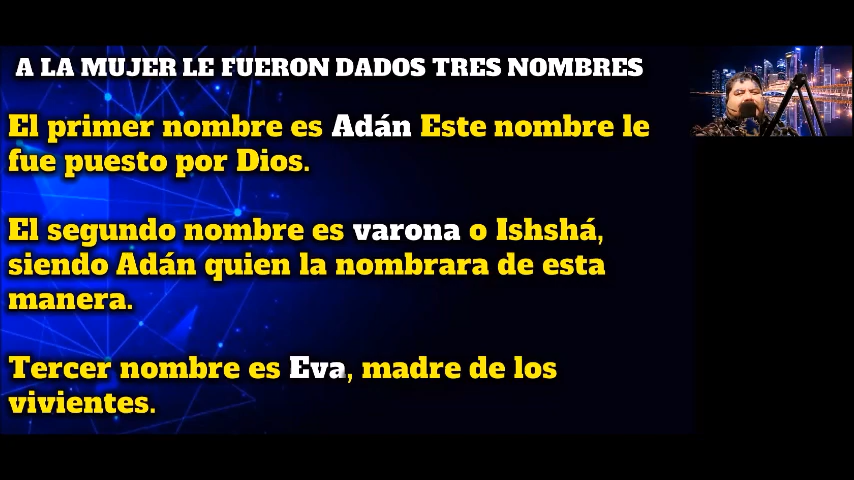 A LA MUJER LE FUERON DADOS TRES NOMBRES
El primer nombre es Adán Este nombre le
fue puesto por Dios.
El segundo nombre es varona o Ishshá,
siendo Adán quien la nombrara de esta
manera.
Tercer nombre es Eva, madre de los
vivientes.